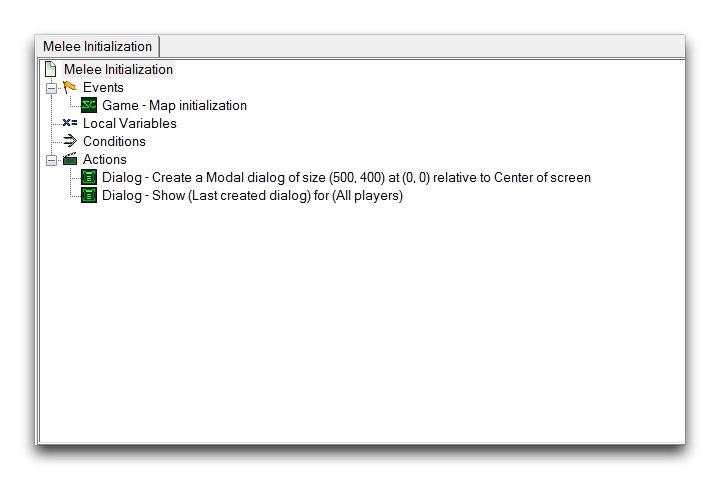 Melee Initialization
Melee Initialization
Events
Game - Map initialization
Local Variables
Conditions
Actions
Dialog - Create a Modal dialog of size (500, 400) at (0, 0) relative to Center of screen
Dialog - Show (Last created dialog) for (All players)